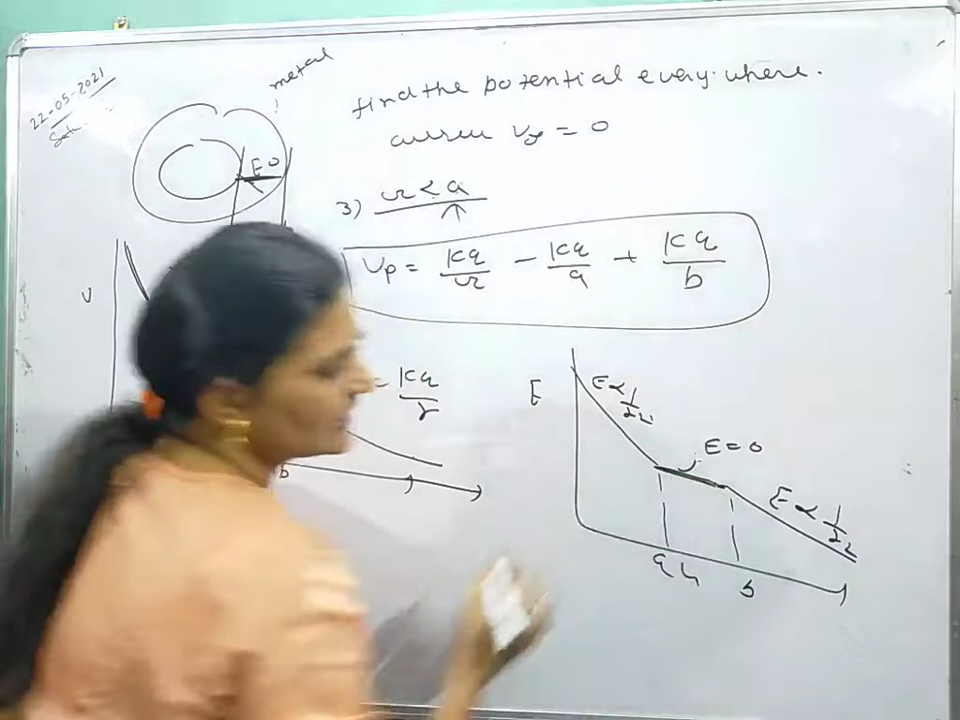 22-05-2021
metal
find the potential every where.
V∞ = 0
E=0
3) r < a
Vp = Kq/r - Kq/a + Kq/b
V
= Kq/r
b
E
E ∝ 1/r²
E = 0
E ∝ 1/r²
a
b